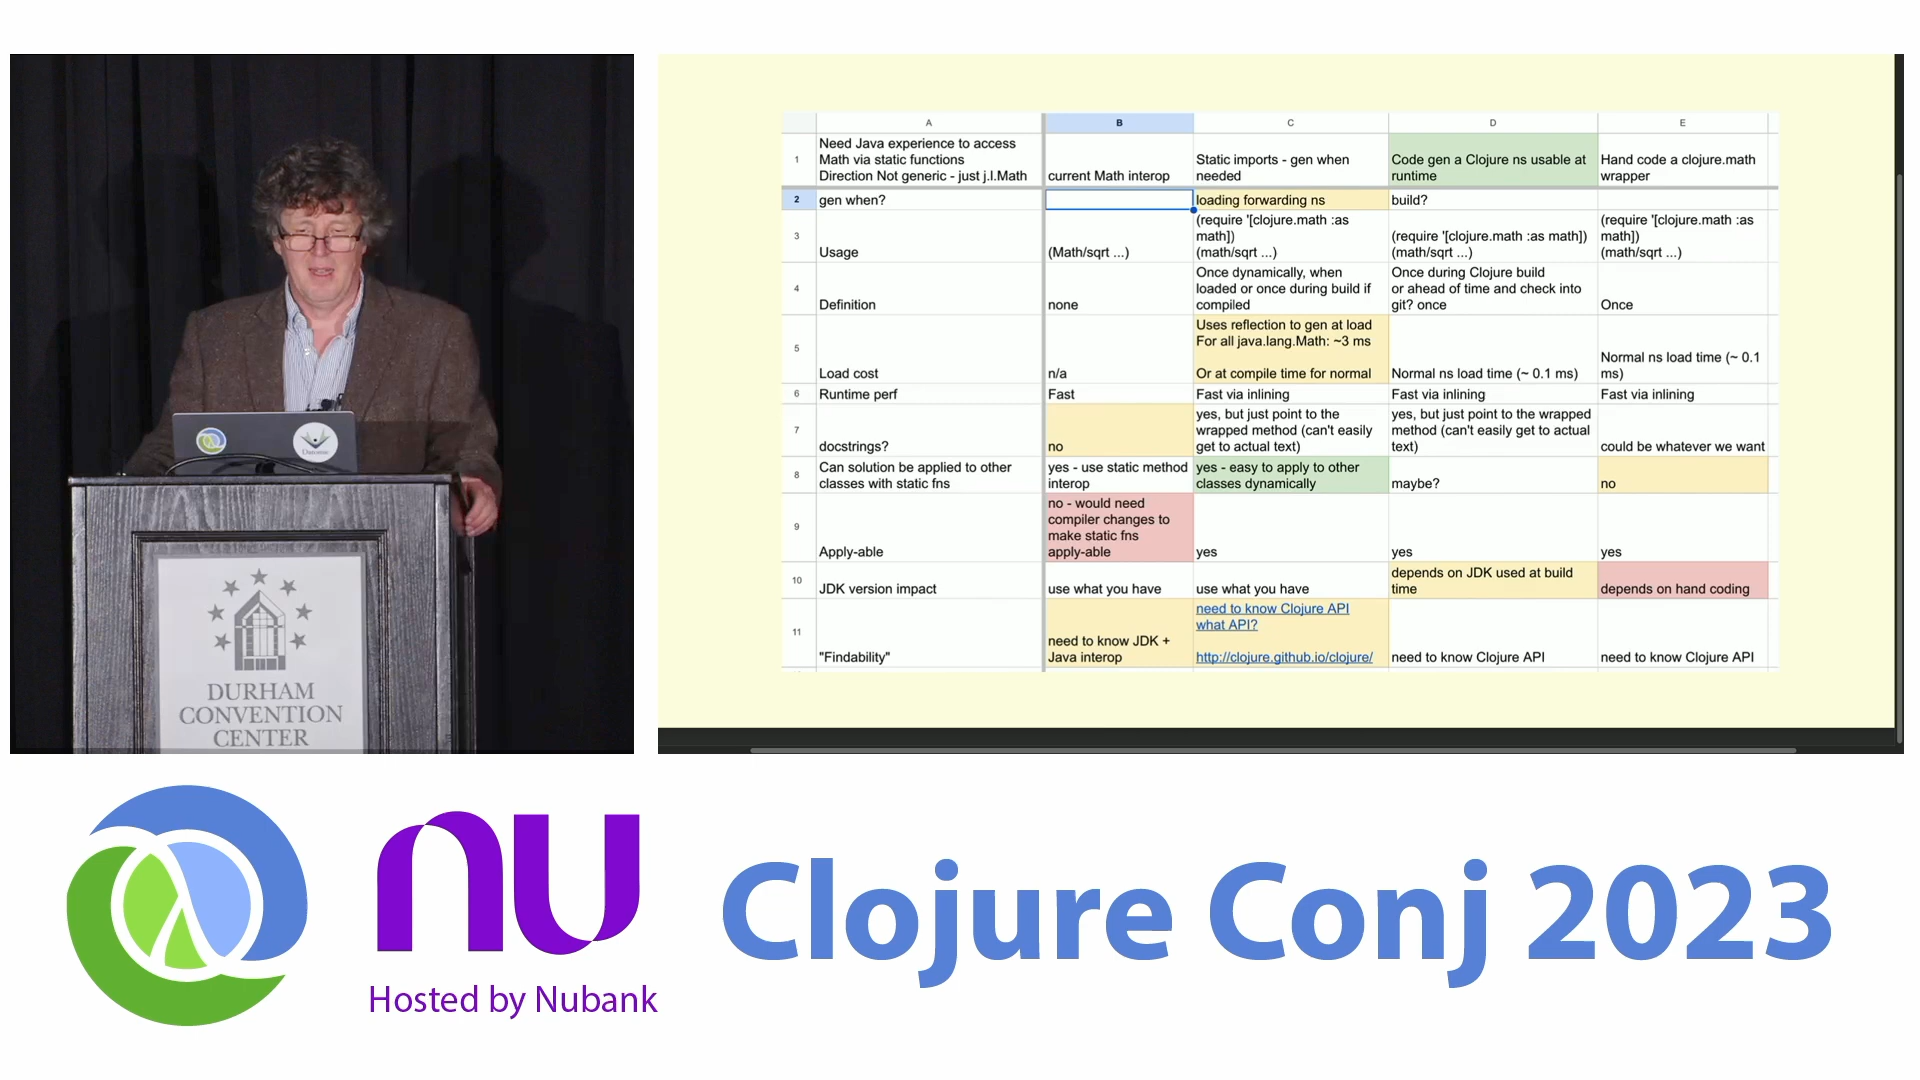 A B C D E
1
Need Java experience to access
Math via static functions
Direction Not generic - just j.l.Math
current Math interop
Static imports - gen when
needed
Code gen a Clojure ns usable at
runtime
Hand code a clojure.math
wrapper
2
gen when?
loading forwarding ns
build?
3
Usage
(Math/sqrt ...)
(require '[clojure.math :as
math])
(math/sqrt ...)
(require '[clojure.math :as math])
(math/sqrt ...)
(require '[clojure.math :as
math])
(math/sqrt ...)
4
Definition
none
Once dynamically, when
loaded or once during build if
compiled
Once during Clojure build
or ahead of time and check into
git? once
Once
5
Load cost
n/a
Uses reflection to gen at load
For all java.lang.Math: ~3 ms
Or at compile time for normal
Normal ns load time (~ 0.1 ms)
Normal ns load time (~ 0.1
ms)
6
Runtime perf
Fast
Fast via inlining
Fast via inlining
Fast via inlining
7
docstrings?
no
yes, but just point to the
wrapped method (can't easily
get to actual text)
yes, but just point to the wrapped
method (can't easily get to actual
text)
could be whatever we want
8
Can solution be applied to other
classes with static fns
yes - use static method
interop
yes - easy to apply to other
classes dynamically
maybe?
no
9
Apply-able
no - would need
compiler changes to
make static fns
apply-able
yes
yes
yes
10
JDK version impact
use what you have
use what you have
depends on JDK used at build
time
depends on hand coding
11
"Findability"
need to know JDK +
Java interop
need to know Clojure API
what API?
http://clojure.github.io/clojure/
need to know Clojure API
need to know Clojure API
Datomic
DURHAM
CONVENTION
CENTER
nu
Hosted by Nubank
Clojure Conj 2023